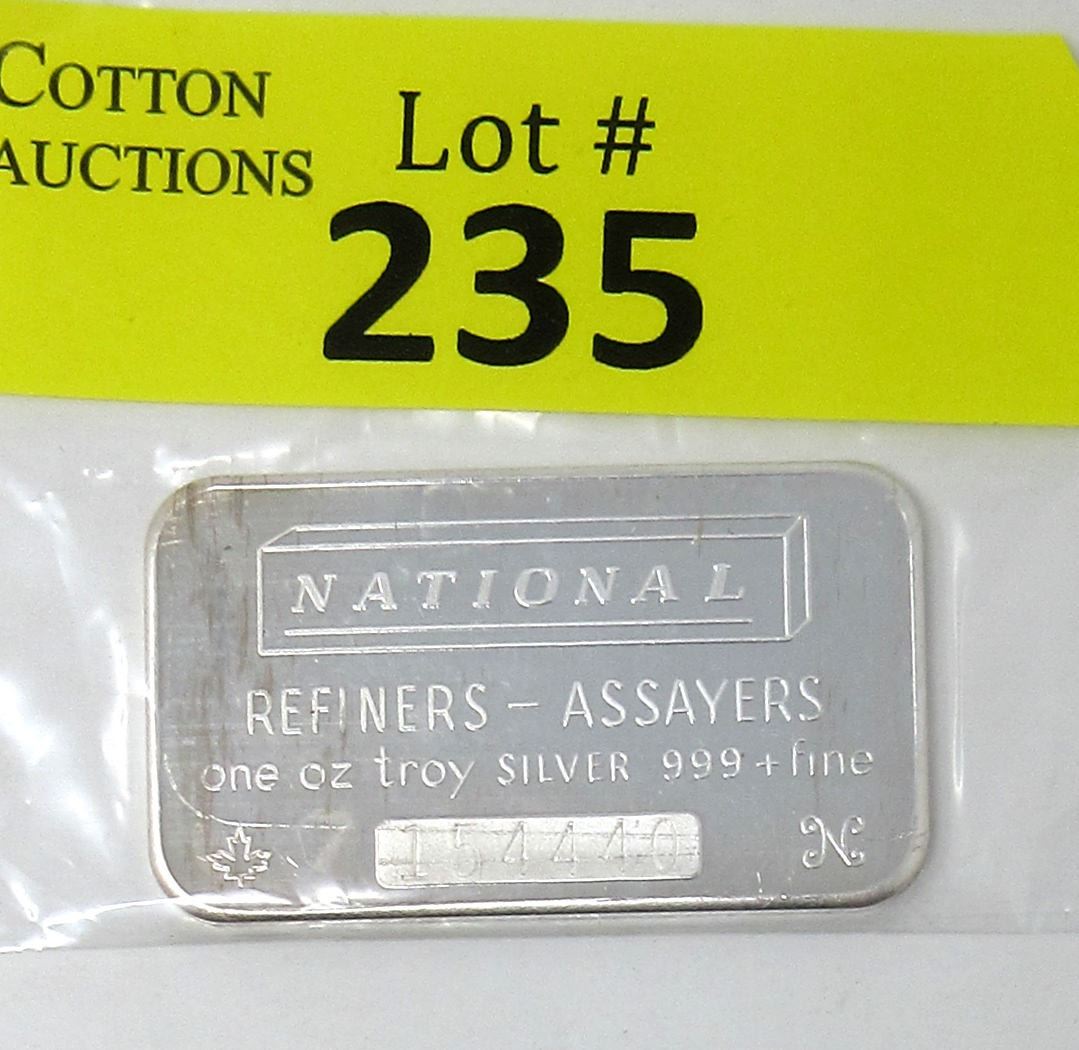 COTTON
AUCTIONS
Lot #
235
NATIONAL
REFINERS – ASSAYERS
one oz troy SILVER 999+fine
154440
N